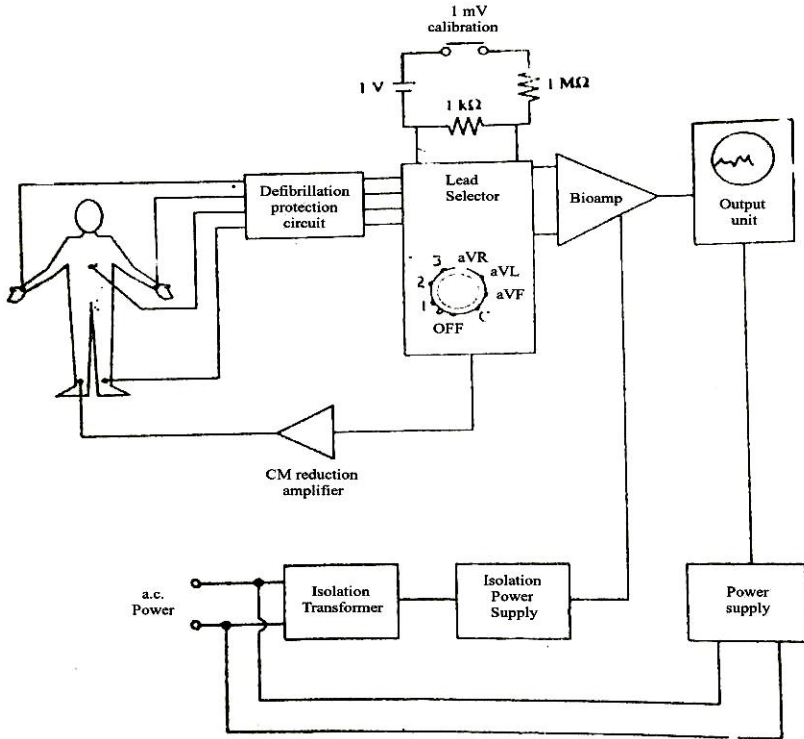 1 mV
calibration
1 V
1 MΩ
1 kΩ
Defibrillation
protection
circuit
Lead
Selector
Bioamp
Output
unit
3 aVR
2 aVL
1 aVF
OFF C
CM reduction
amplifier
a.c.
Power
Isolation
Transformer
Isolation
Power
Supply
Power
supply